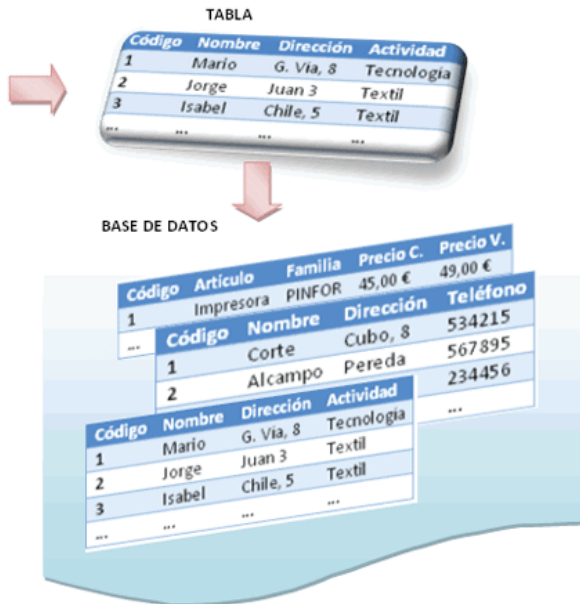 TABLA
Código Nombre Dirección Actividad
1 Mario G. Vía, 8 Tecnología
2 Jorge Juan 3 Textil
3 Isabel Chile, 5 Textil
... ... ... ...
BASE DE DATOS
Código Artículo Familia Precio C. Precio V.
1 Impresora PINFOR 45,00 € 49,00 €
...
Código Nombre Dirección Teléfono
1 Corte Cubo, 8 534215
2 Alcampo Pereda 567895
234456
...
Código Nombre Dirección Actividad
1 Mario G. Vía, 8 Tecnología
2 Jorge Juan 3 Textil
3 Isabel Chile, 5 Textil
... ... ... ...